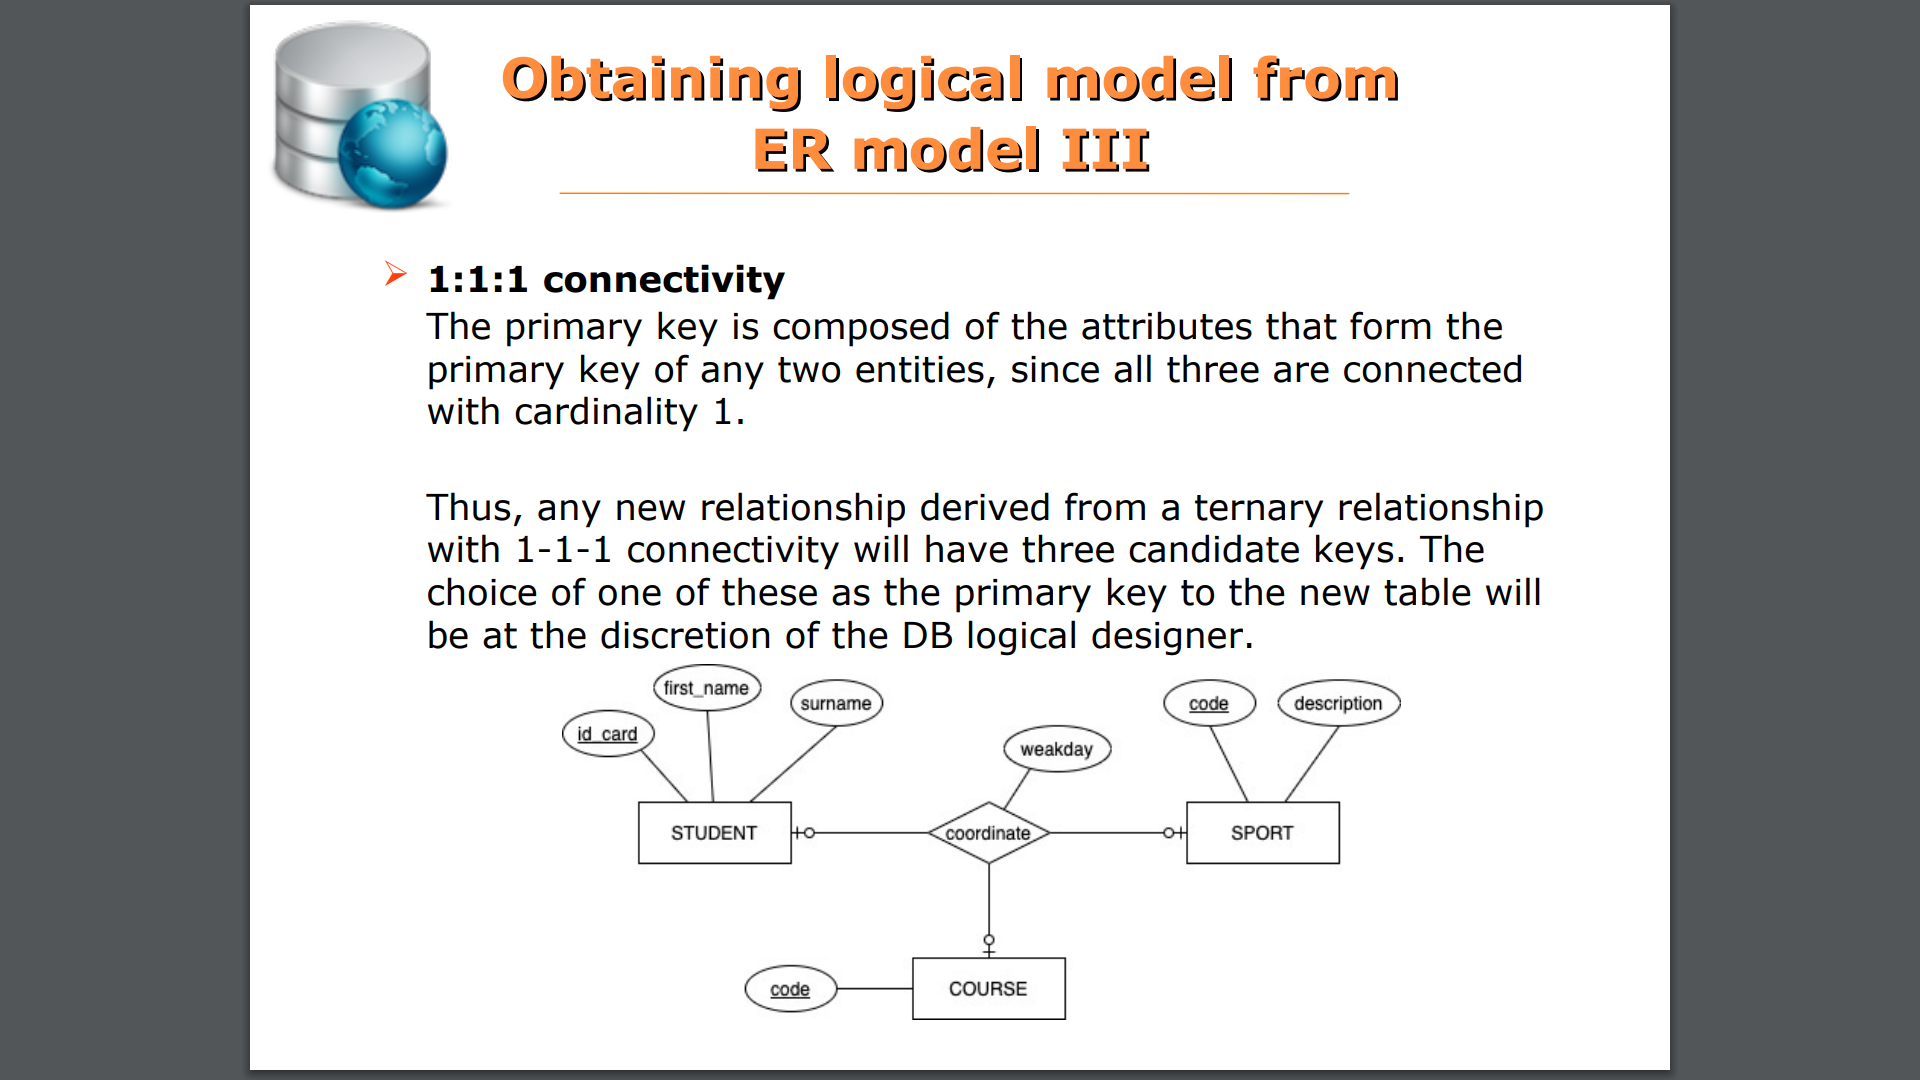 Obtaining logical model from
ER model III
1:1:1 connectivity
The primary key is composed of the attributes that form the
primary key of any two entities, since all three are connected
with cardinality 1.
Thus, any new relationship derived from a ternary relationship
with 1-1-1 connectivity will have three candidate keys. The
choice of one of these as the primary key to the new table will
be at the discretion of the DB logical designer.
first_name
surname
id_card
code
description
weakday
STUDENT
coordinate
SPORT
code
COURSE